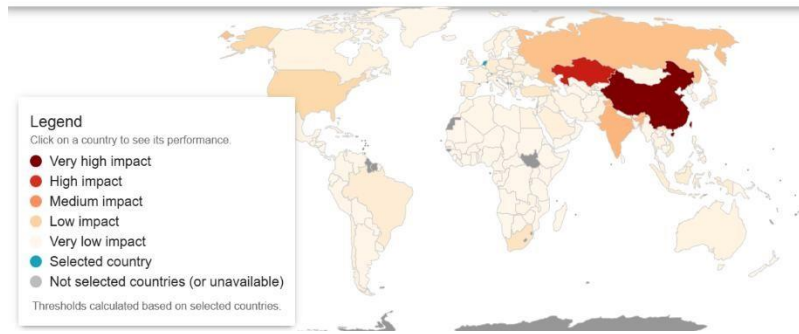 Legend
Click on a country to see its performance.
Very high impact
High impact
Medium impact
Low impact
Very low impact
Selected country
Not selected countries (or unavailable)
Thresholds calculated based on selected countries.